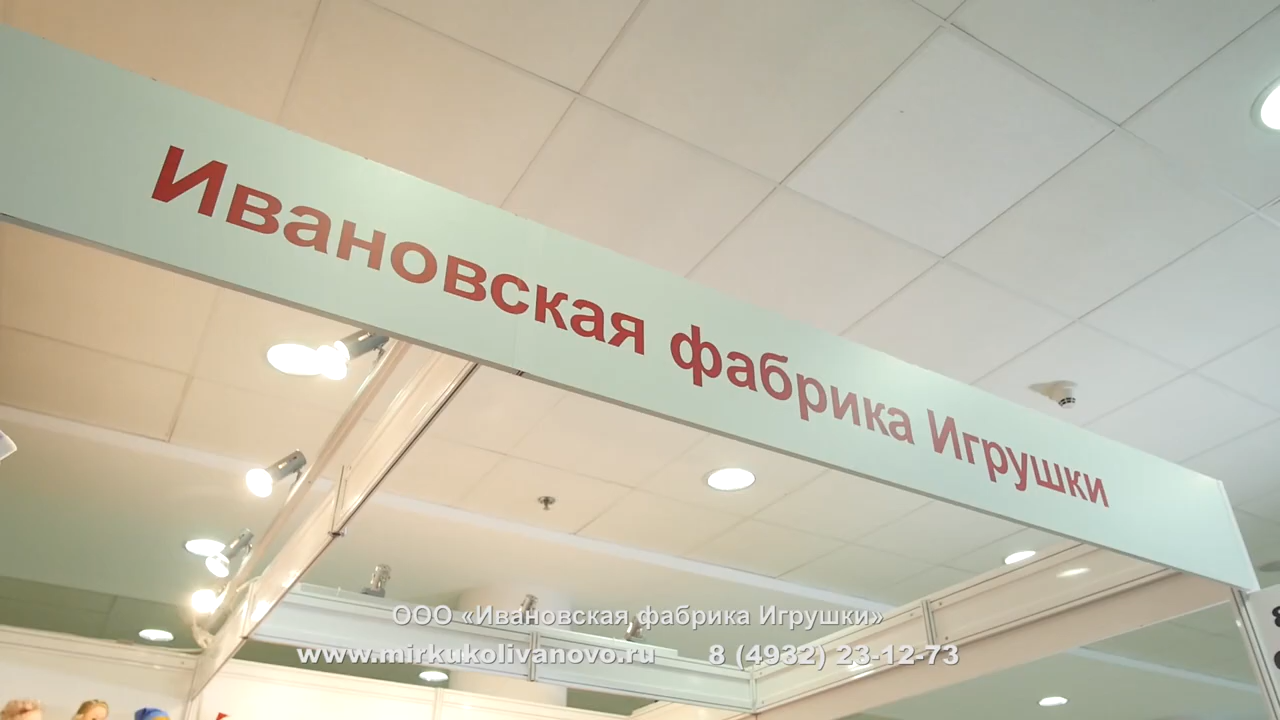 Ивановская фабрика Игрушки
ООО «Ивановская фабрика Игрушки»
www.mirkukolivanovo.ru 8 (4932) 23-12-73